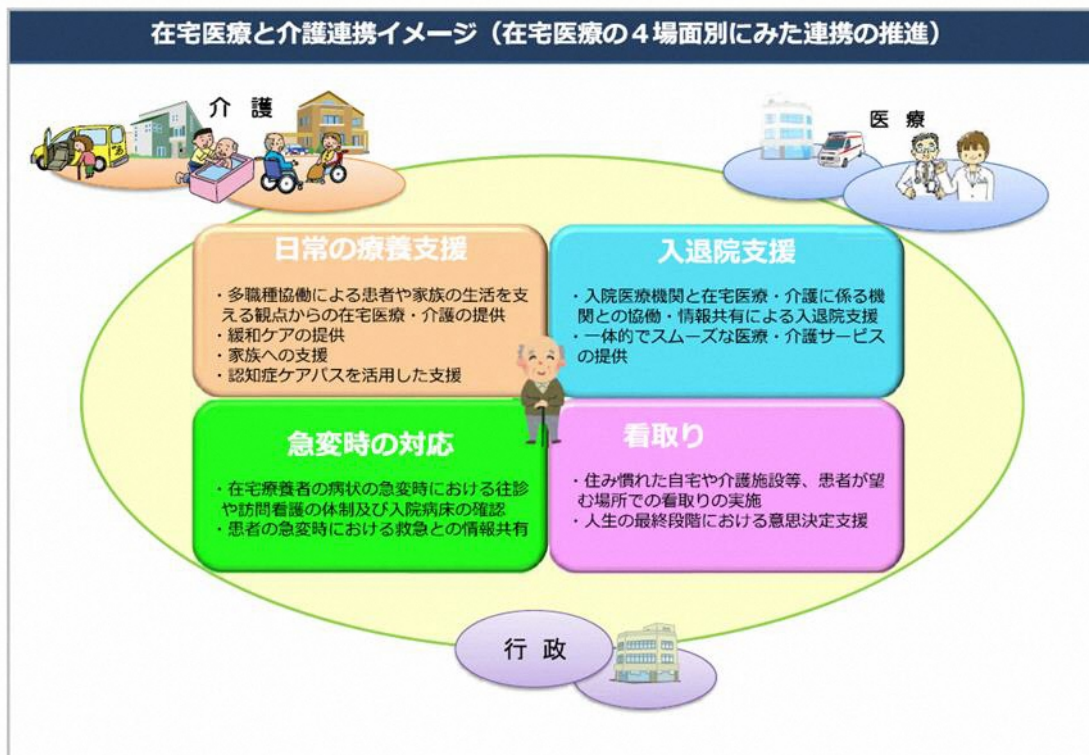 在宅医療と介護連携イメージ（在宅医療の４場面別にみた連携の推進）
介 護
医 療
日常の療養支援
・多職種協働による患者や家族の生活を支
える観点からの在宅医療・介護の提供
・緩和ケアの提供
・家族への支援
・認知症ケアパスを活用した支援
入退院支援
・入院医療機関と在宅医療・介護に係る機
関との協働・情報共有による入退院支援
・一体的でスムーズな医療・介護サービス
の提供
急変時の対応
・在宅療養者の病状の急変時における往診
や訪問看護の体制及び入院病床の確認
・患者の急変時における救急との情報共有
看取り
・住み慣れた自宅や介護施設等、患者が望
む場所での看取りの実施
・人生の最終段階における意思決定支援
行 政